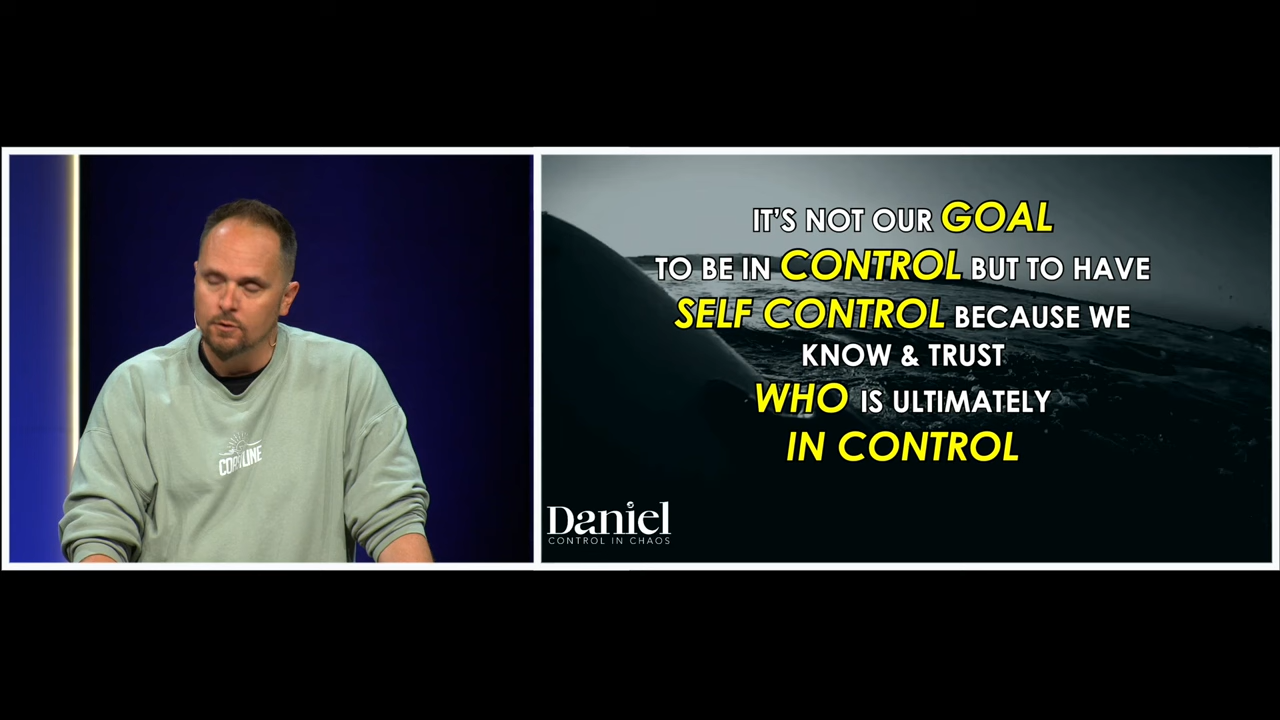 IT'S NOT OUR GOAL
TO BE IN CONTROL BUT TO HAVE
SELF CONTROL BECAUSE WE
KNOW & TRUST
WHO IS ULTIMATELY
IN CONTROL
Daniel
CONTROL IN CHAOS